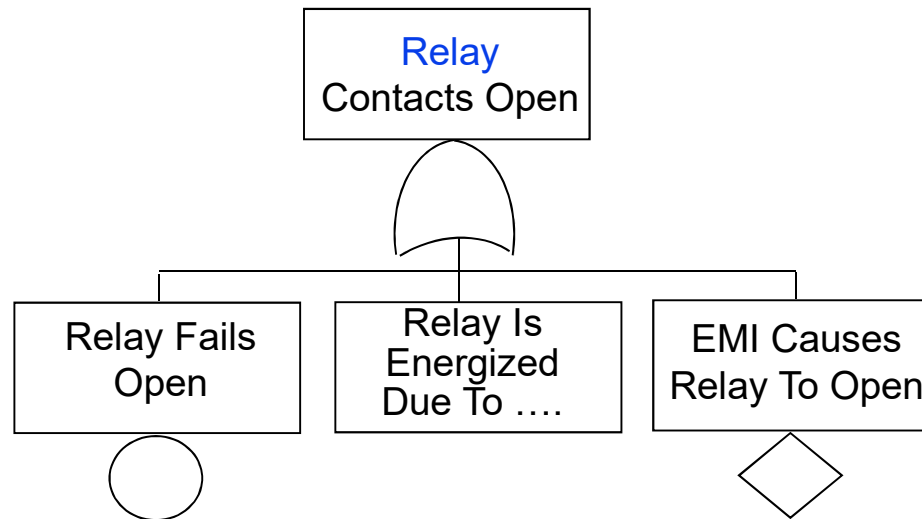 Relay
Contacts Open
Relay Fails
Open
Relay Is
Energized
Due To ....
EMI Causes
Relay To Open